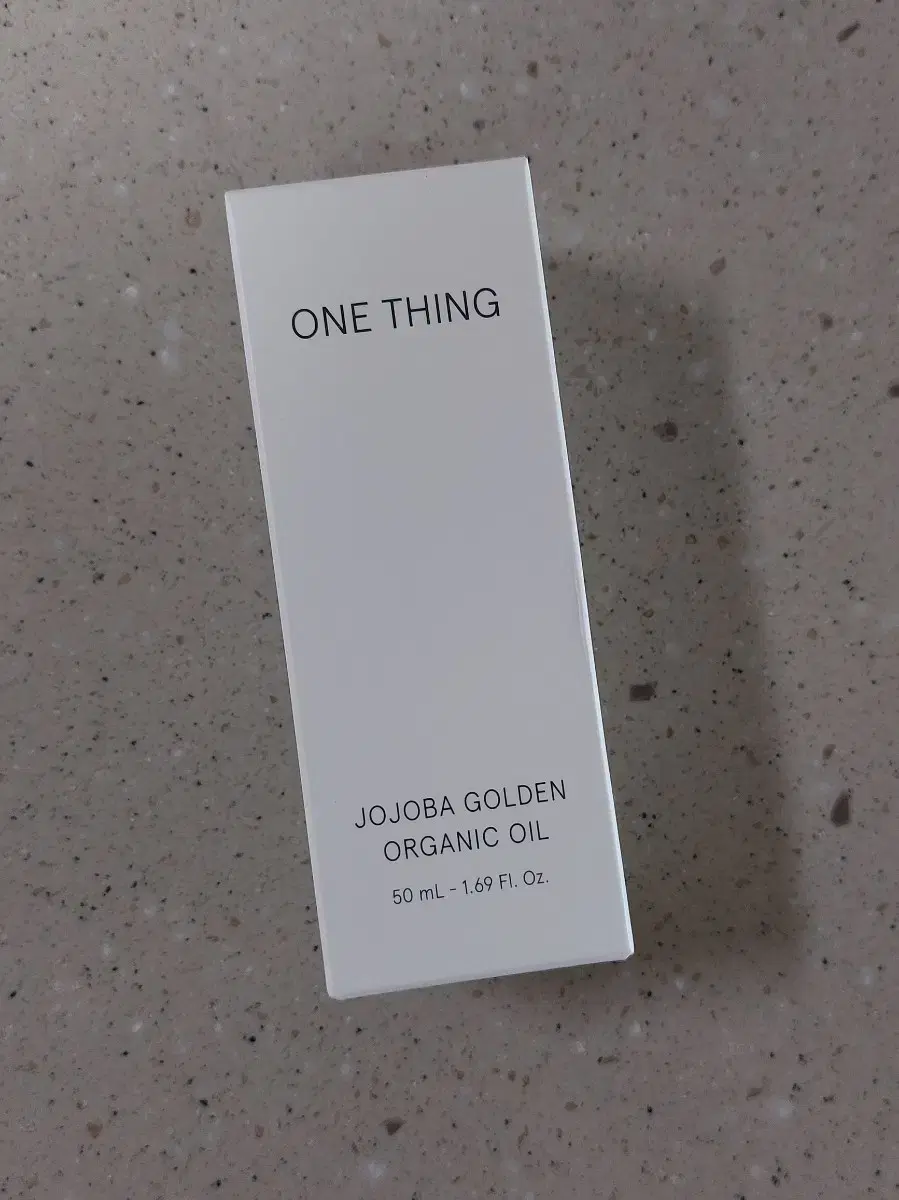 ONE THING
JOJOBA GOLDEN
ORGANIC OIL
50 mL - 1.69 Fl. Oz.